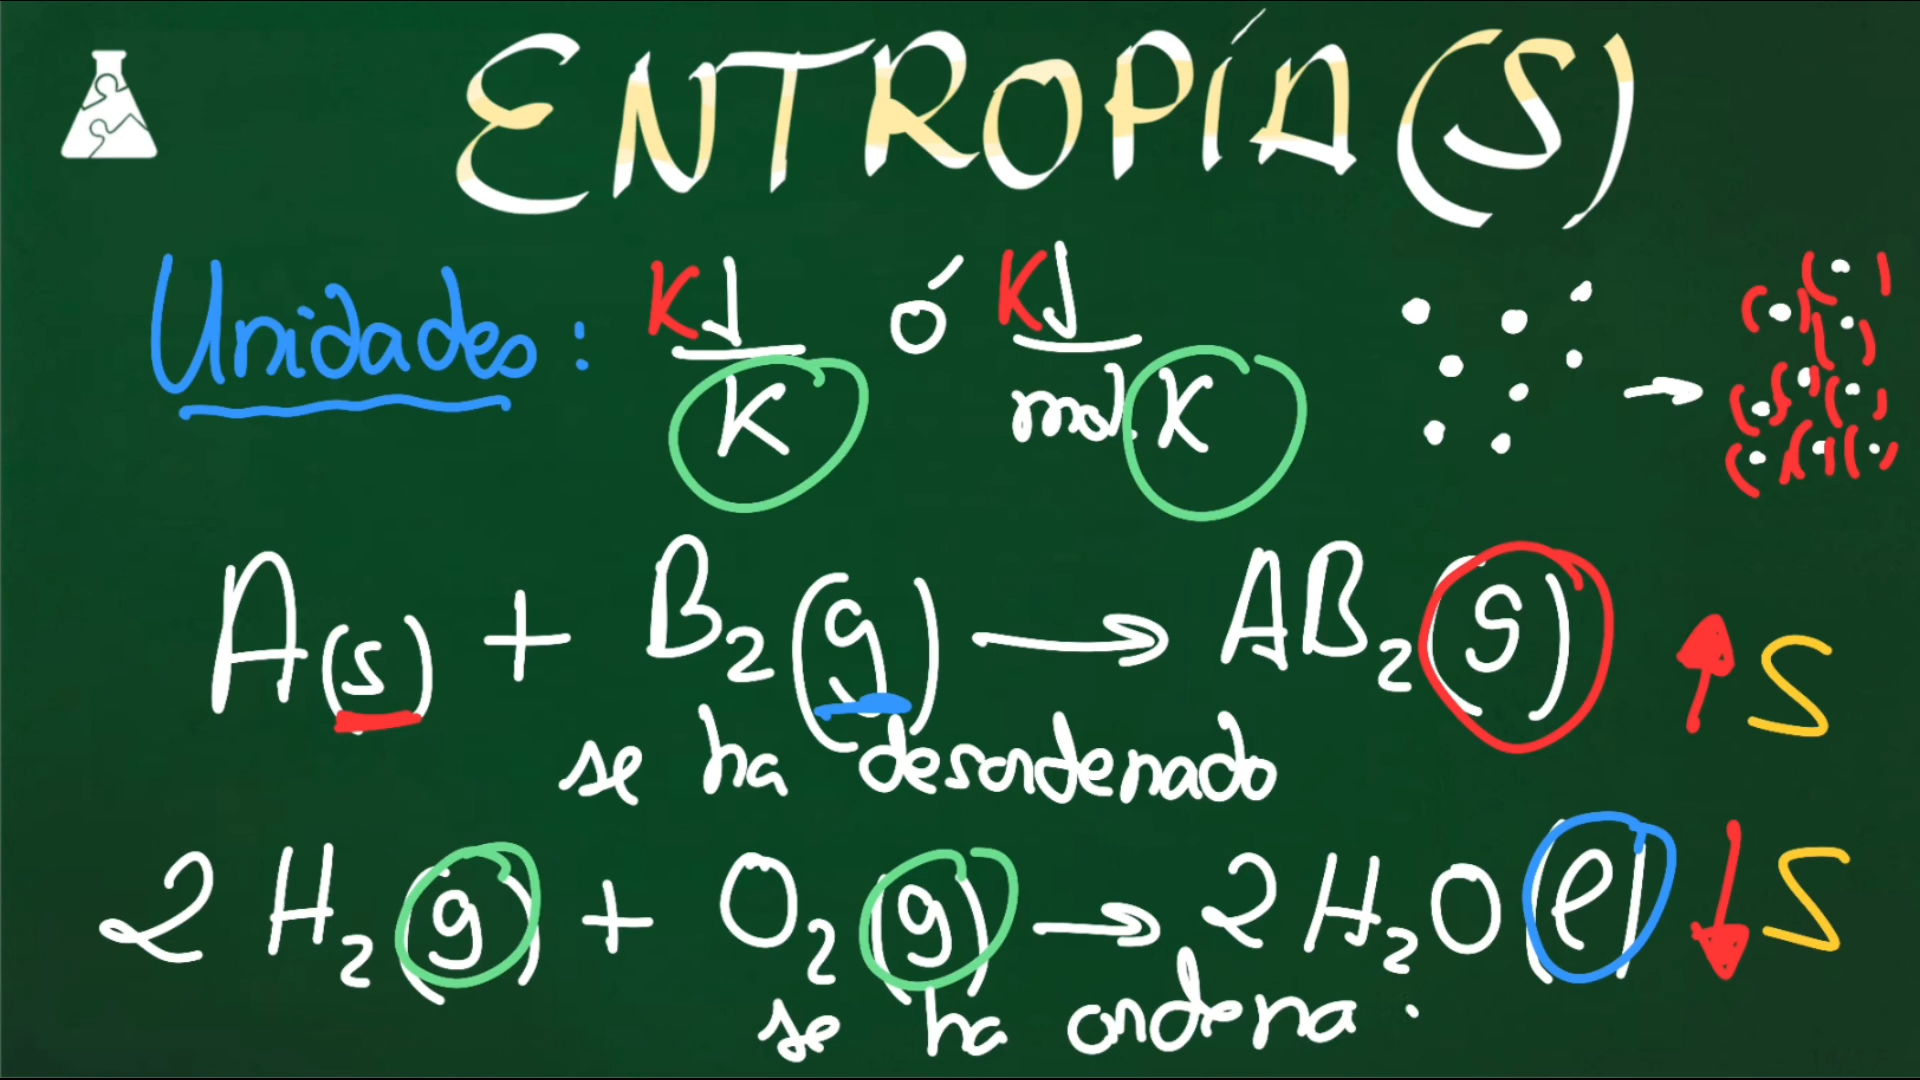 ENTROPÍA (S)
Unidades: KJ/K ó KJ/mol.K
A(s) + B₂(g) → AB₂(s) ↑ S
se ha desordenado
2 H₂(g) + O₂(g) → 2 H₂O(l) ↓ S
se ha ordena.